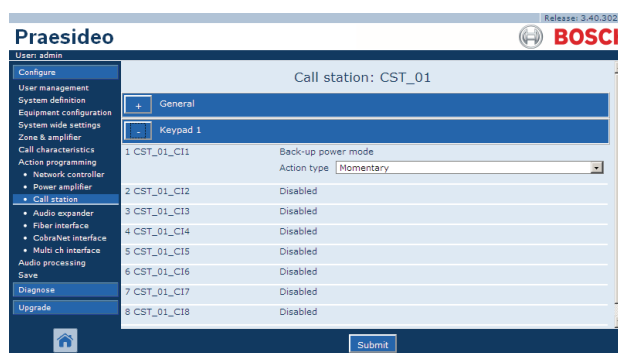 Release: 3.40.302
Praesideo
BOSCH
User: admin
Configure
User management
System definition
Equipment configuration
System wide settings
Zone & amplifier
Call characteristics
Action programming
• Network controller
• Power amplifier
• Call station
• Audio expander
• Fiber interface
• CobraNet interface
• Multi ch interface
Audio processing
Save
Diagnose
Upgrade
Call station: CST_01
+ General
- Keypad 1
1 CST_01_CI1 Back-up power mode
Action type Momentary
2 CST_01_CI2 Disabled
3 CST_01_CI3 Disabled
4 CST_01_CI4 Disabled
5 CST_01_CI5 Disabled
6 CST_01_CI6 Disabled
7 CST_01_CI7 Disabled
8 CST_01_CI8 Disabled
Submit